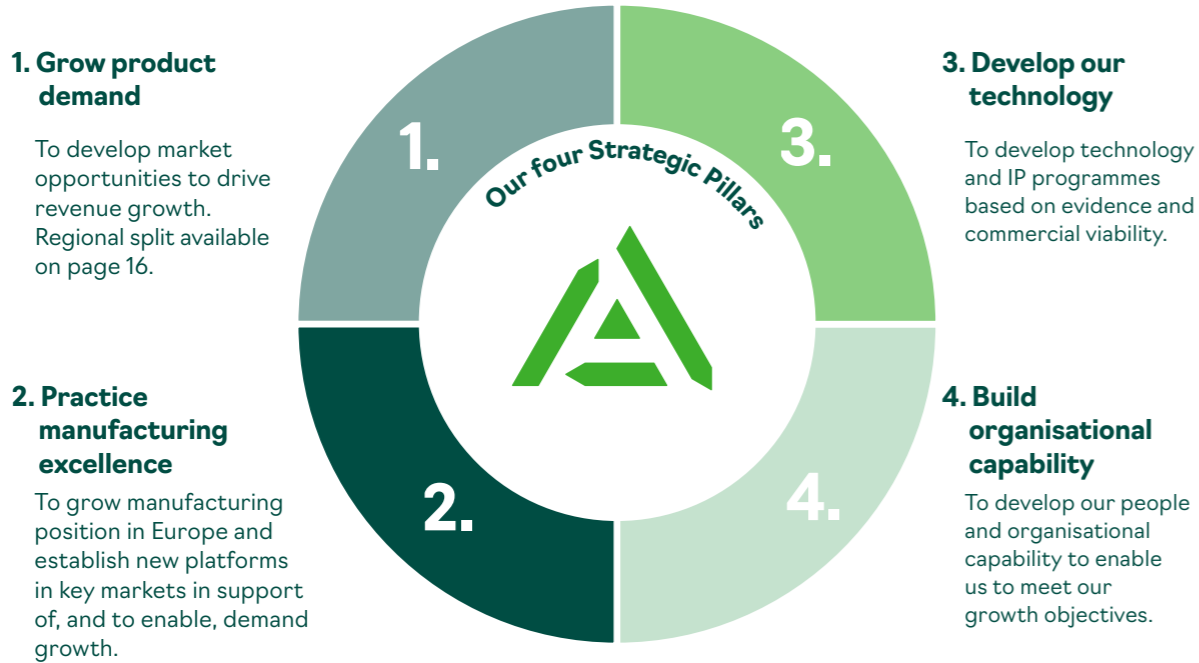 1. Grow product
demand
To develop market
opportunities to drive
revenue growth.
Regional split available
on page 16.
2. Practice
manufacturing
excellence
To grow manufacturing
position in Europe and
establish new platforms
in key markets in support
of, and to enable, demand
growth.
Our four Strategic Pillars
1.
2.
3.
4.
3. Develop our
technology
To develop technology
and IP programmes
based on evidence and
commercial viability.
4. Build
organisational
capability
To develop our people
and organisational
capability to enable
us to meet our
growth objectives.